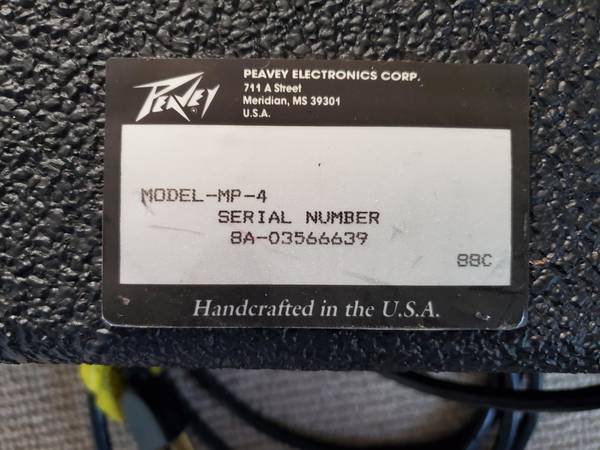 PEAVEY
PEAVEY ELECTRONICS CORP.
711 A Street
Meridian, MS 39301
U.S.A.
MODEL-MP-4
SERIAL NUMBER
8A-03566639
88C
Handcrafted in the U.S.A.